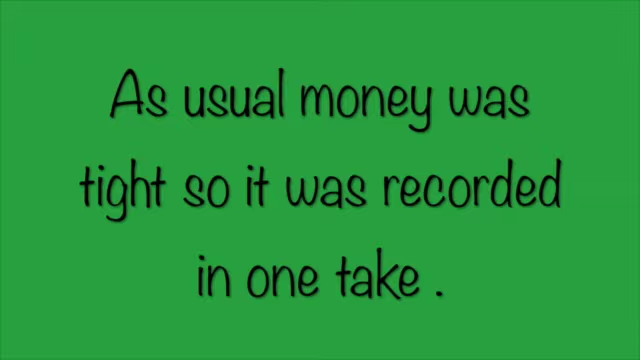 As usual money was
tight so it was recorded
in one take .